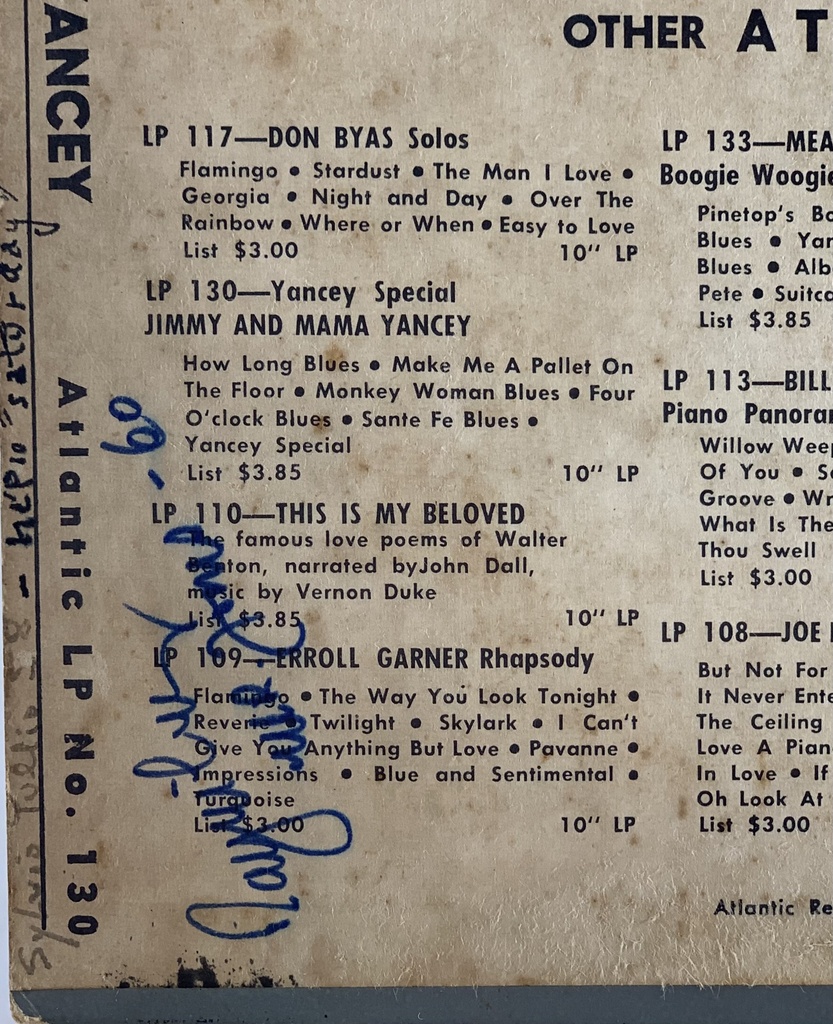 OTHER AT
LP 117—DON BYAS Solos
Flamingo • Stardust • The Man I Love •
Georgia • Night and Day • Over The
Rainbow • Where or When • Easy to Love
List $3.00 10'' LP
LP 130—Yancey Special
JIMMY AND MAMA YANCEY
How Long Blues • Make Me A Pallet On
The Floor • Monkey Woman Blues • Four
O'clock Blues • Sante Fe Blues •
Yancey Special
List $3.85 10'' LP
LP 110—THIS IS MY BELOVED
The famous love poems of Walter
Benton, narrated byJohn Dall,
music by Vernon Duke
List $3.85 10'' LP
LP 109—ERROLL GARNER Rhapsody
Flamingo • The Way You Look Tonight •
Reverie • Twilight • Skylark • I Can't
Give You Anything But Love • Pavanne •
Impressions • Blue and Sentimental •
Turquoise
List $3.00 10'' LP
LP 133—MEA
Boogie Woogie
Pinetop's Bo
Blues • Yan
Blues • Alb
Pete • Suitca
List $3.85
LP 113—BILL
Piano Panorar
Willow Weep
Of You • So
Groove • Wr
What Is The
Thou Swell
List $3.00
LP 108—JOE
But Not For
It Never Ente
The Ceiling
Love A Pian
In Love • If
Oh Look At
List $3.00
Atlantic Re
YANCEY
Atlantic LP No. 130
60